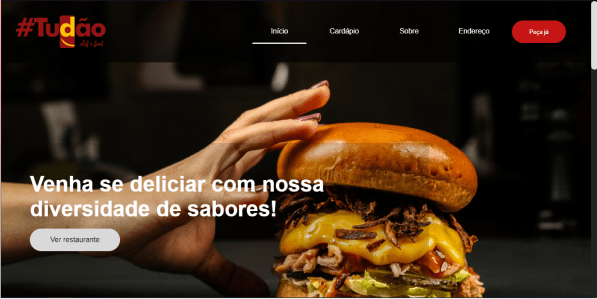 #Tudão
chef's food
Início
Cardápio
Sobre
Endereço
Peça já
Venha se deliciar com nossa
diversidade de sabores!
Ver restaurante